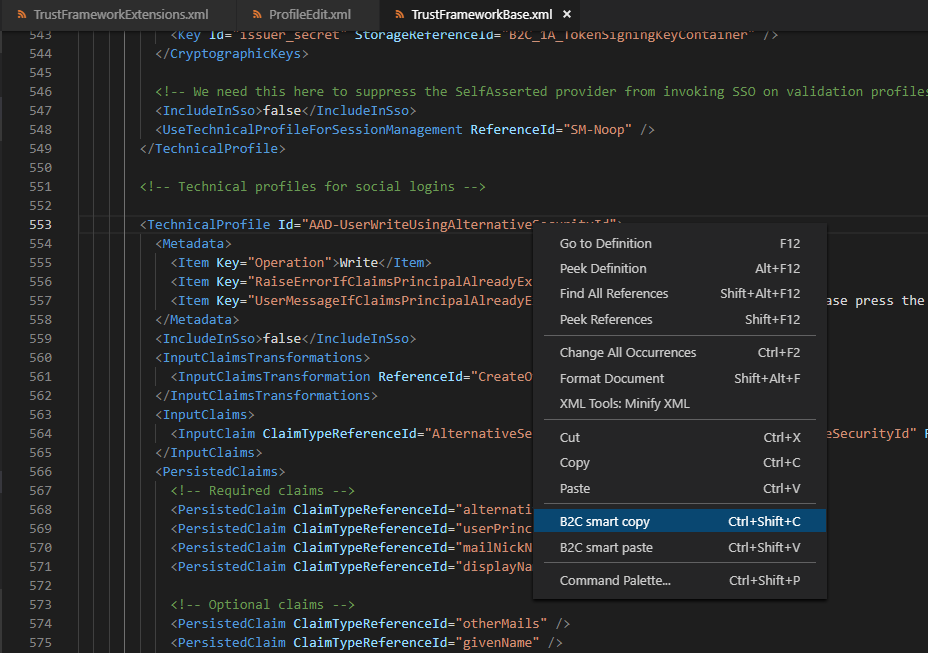 TrustFrameworkExtensions.xml ProfileEdit.xml TrustFrameworkBase.xml ×
543 <Key Id="issuer_secret" StorageReferenceId="B2C_1A_TokenSigningKeyContainer" />
544 </CryptographicKeys>
545
546 <!-- We need this here to suppress the SelfAsserted provider from invoking SSO on validation profiles
547 <IncludeInSso>false</IncludeInSso>
548 <UseTechnicalProfileForSessionManagement ReferenceId="SM-Noop" />
549 </TechnicalProfile>
550
551 <!-- Technical profiles for social logins -->
552
553 <TechnicalProfile Id="AAD-UserWriteUsingAlternativeSecurityId">
554 <Metadata>
555 <Item Key="Operation">Write</Item>
556 <Item Key="RaiseErrorIfClaimsPrincipalAlreadyEx
557 <Item Key="UserMessageIfClaimsPrincipalAlreadyE ase press the
558 </Metadata>
559 <IncludeInSso>false</IncludeInSso>
560 <InputClaimsTransformations>
561 <InputClaimsTransformation ReferenceId="CreateO
562 </InputClaimsTransformations>
563 <InputClaims>
564 <InputClaim ClaimTypeReferenceId="AlternativeSe eSecurityId"
565 </InputClaims>
566 <PersistedClaims>
567 <!-- Required claims -->
568 <PersistedClaim ClaimTypeReferenceId="alternati
569 <PersistedClaim ClaimTypeReferenceId="userPrinc
570 <PersistedClaim ClaimTypeReferenceId="mailNickN
571 <PersistedClaim ClaimTypeReferenceId="displayNa
572
573 <!-- Optional claims -->
574 <PersistedClaim ClaimTypeReferenceId="otherMails" />
575 <PersistedClaim ClaimTypeReferenceId="givenName" />
Go to Definition F12
Peek Definition Alt+F12
Find All References Shift+Alt+F12
Peek References Shift+F12
Change All Occurrences Ctrl+F2
Format Document Shift+Alt+F
XML Tools: Minify XML
Cut Ctrl+X
Copy Ctrl+C
Paste Ctrl+V
B2C smart copy Ctrl+Shift+C
B2C smart paste Ctrl+Shift+V
Command Palette... Ctrl+Shift+P